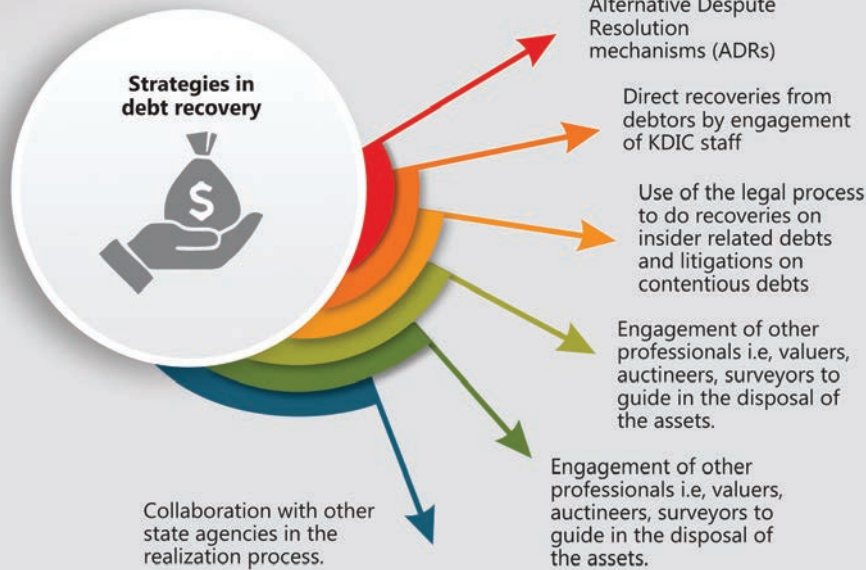 Alternative Despute
Resolution
mechanisms (ADRs)
Strategies in
debt recovery
$
Direct recoveries from
debtors by engagement
of KDIC staff
Use of the legal process
to do recoveries on
insider related debts
and litigations on
contentious debts
Engagement of other
professionals i.e, valuers,
auctineers, surveyors to
guide in the disposal of
the assets.
Engagement of other
professionals i.e, valuers,
auctineers, surveyors to
guide in the disposal of
the assets.
Collaboration with other
state agencies in the
realization process.